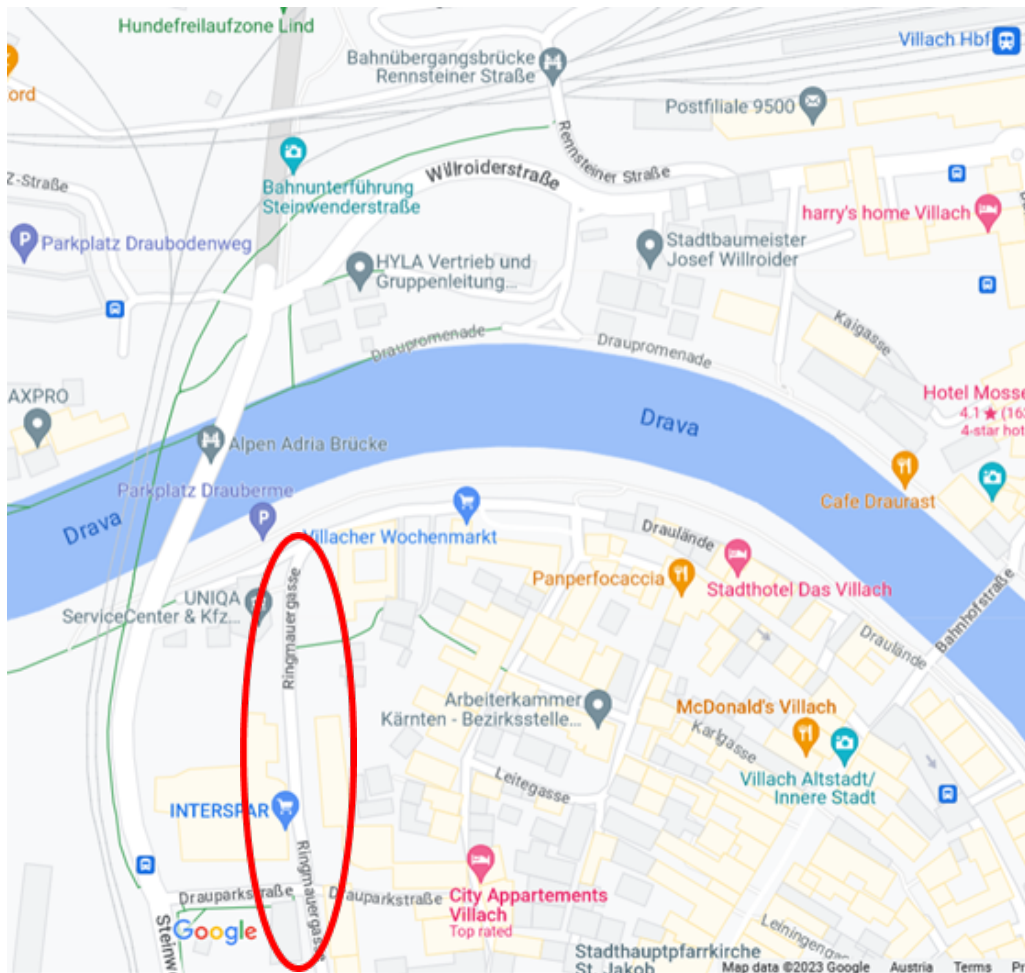 Hundefreilaufzone Lind
Villach Hbf
Bahnübergangsbrücke
Rennsteiner Straße
ord
Postfiliale 9500
Rennsteiner Straße
Willroiderstraße
Z-Straße
Bahnunterführung
Steinwenderstraße
harry's home Villach
P Parkplatz Draubodenweg
Stadtbaumeister
Josef Willroider
HYLA Vertrieb und
Gruppenleitung...
Kaigasse
Draupromenade
Draupromenade
AXPRO
Hotel Mosse
4.1 ★ (163
4-star hot
Drava
Alpen Adria Brücke
Parkplatz Drauberme
Cafe Draurast
Drava
P
Villacher Wochenmarkt
Draulände
Panperfocaccia
Stadthotel Das Villach
Bahnhofstraße
UNIQA
ServiceCenter & Kfz...
Ringmauergasse
Draulände
Arbeiterkammer
Kärnten - Bezirksstelle...
McDonald's Villach
Karlgasse
Leitegasse
Villach Altstadt/
Innere Stadt
INTERSPAR
Ringmauergasse
Drauparkstraße
Drauparkstraße
City Appartements
Villach
Top rated
Steinw
Google
Leiningenga
Stadthauptpfarrkirche
St. Jakob
Map data ©2023 Google
Austria
Terms